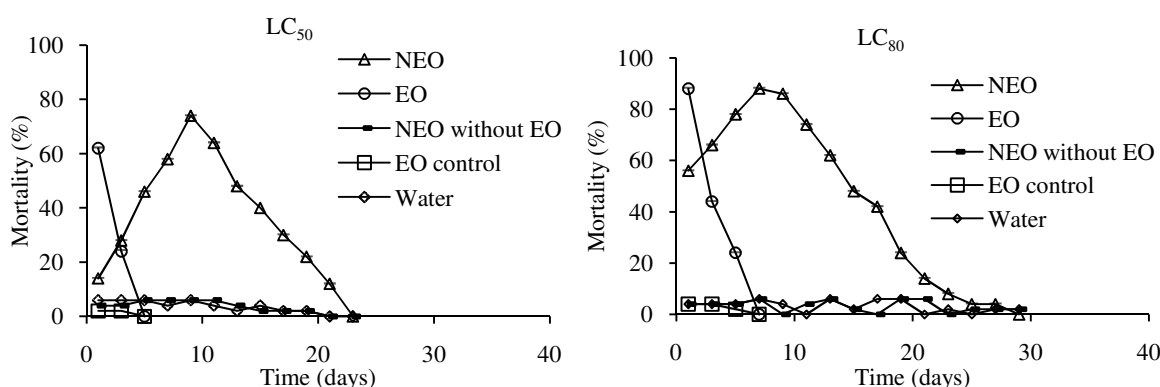 LC50
100
80
60
40
20
0
Mortality (%)
0 10 20 30 40
Time (days)
NEO
EO
NEO without EO
EO control
Water
LC80
100
80
60
40
20
0
Mortality (%)
0 10 20 30 40
Time (days)
NEO
EO
NEO without EO
EO control
Water